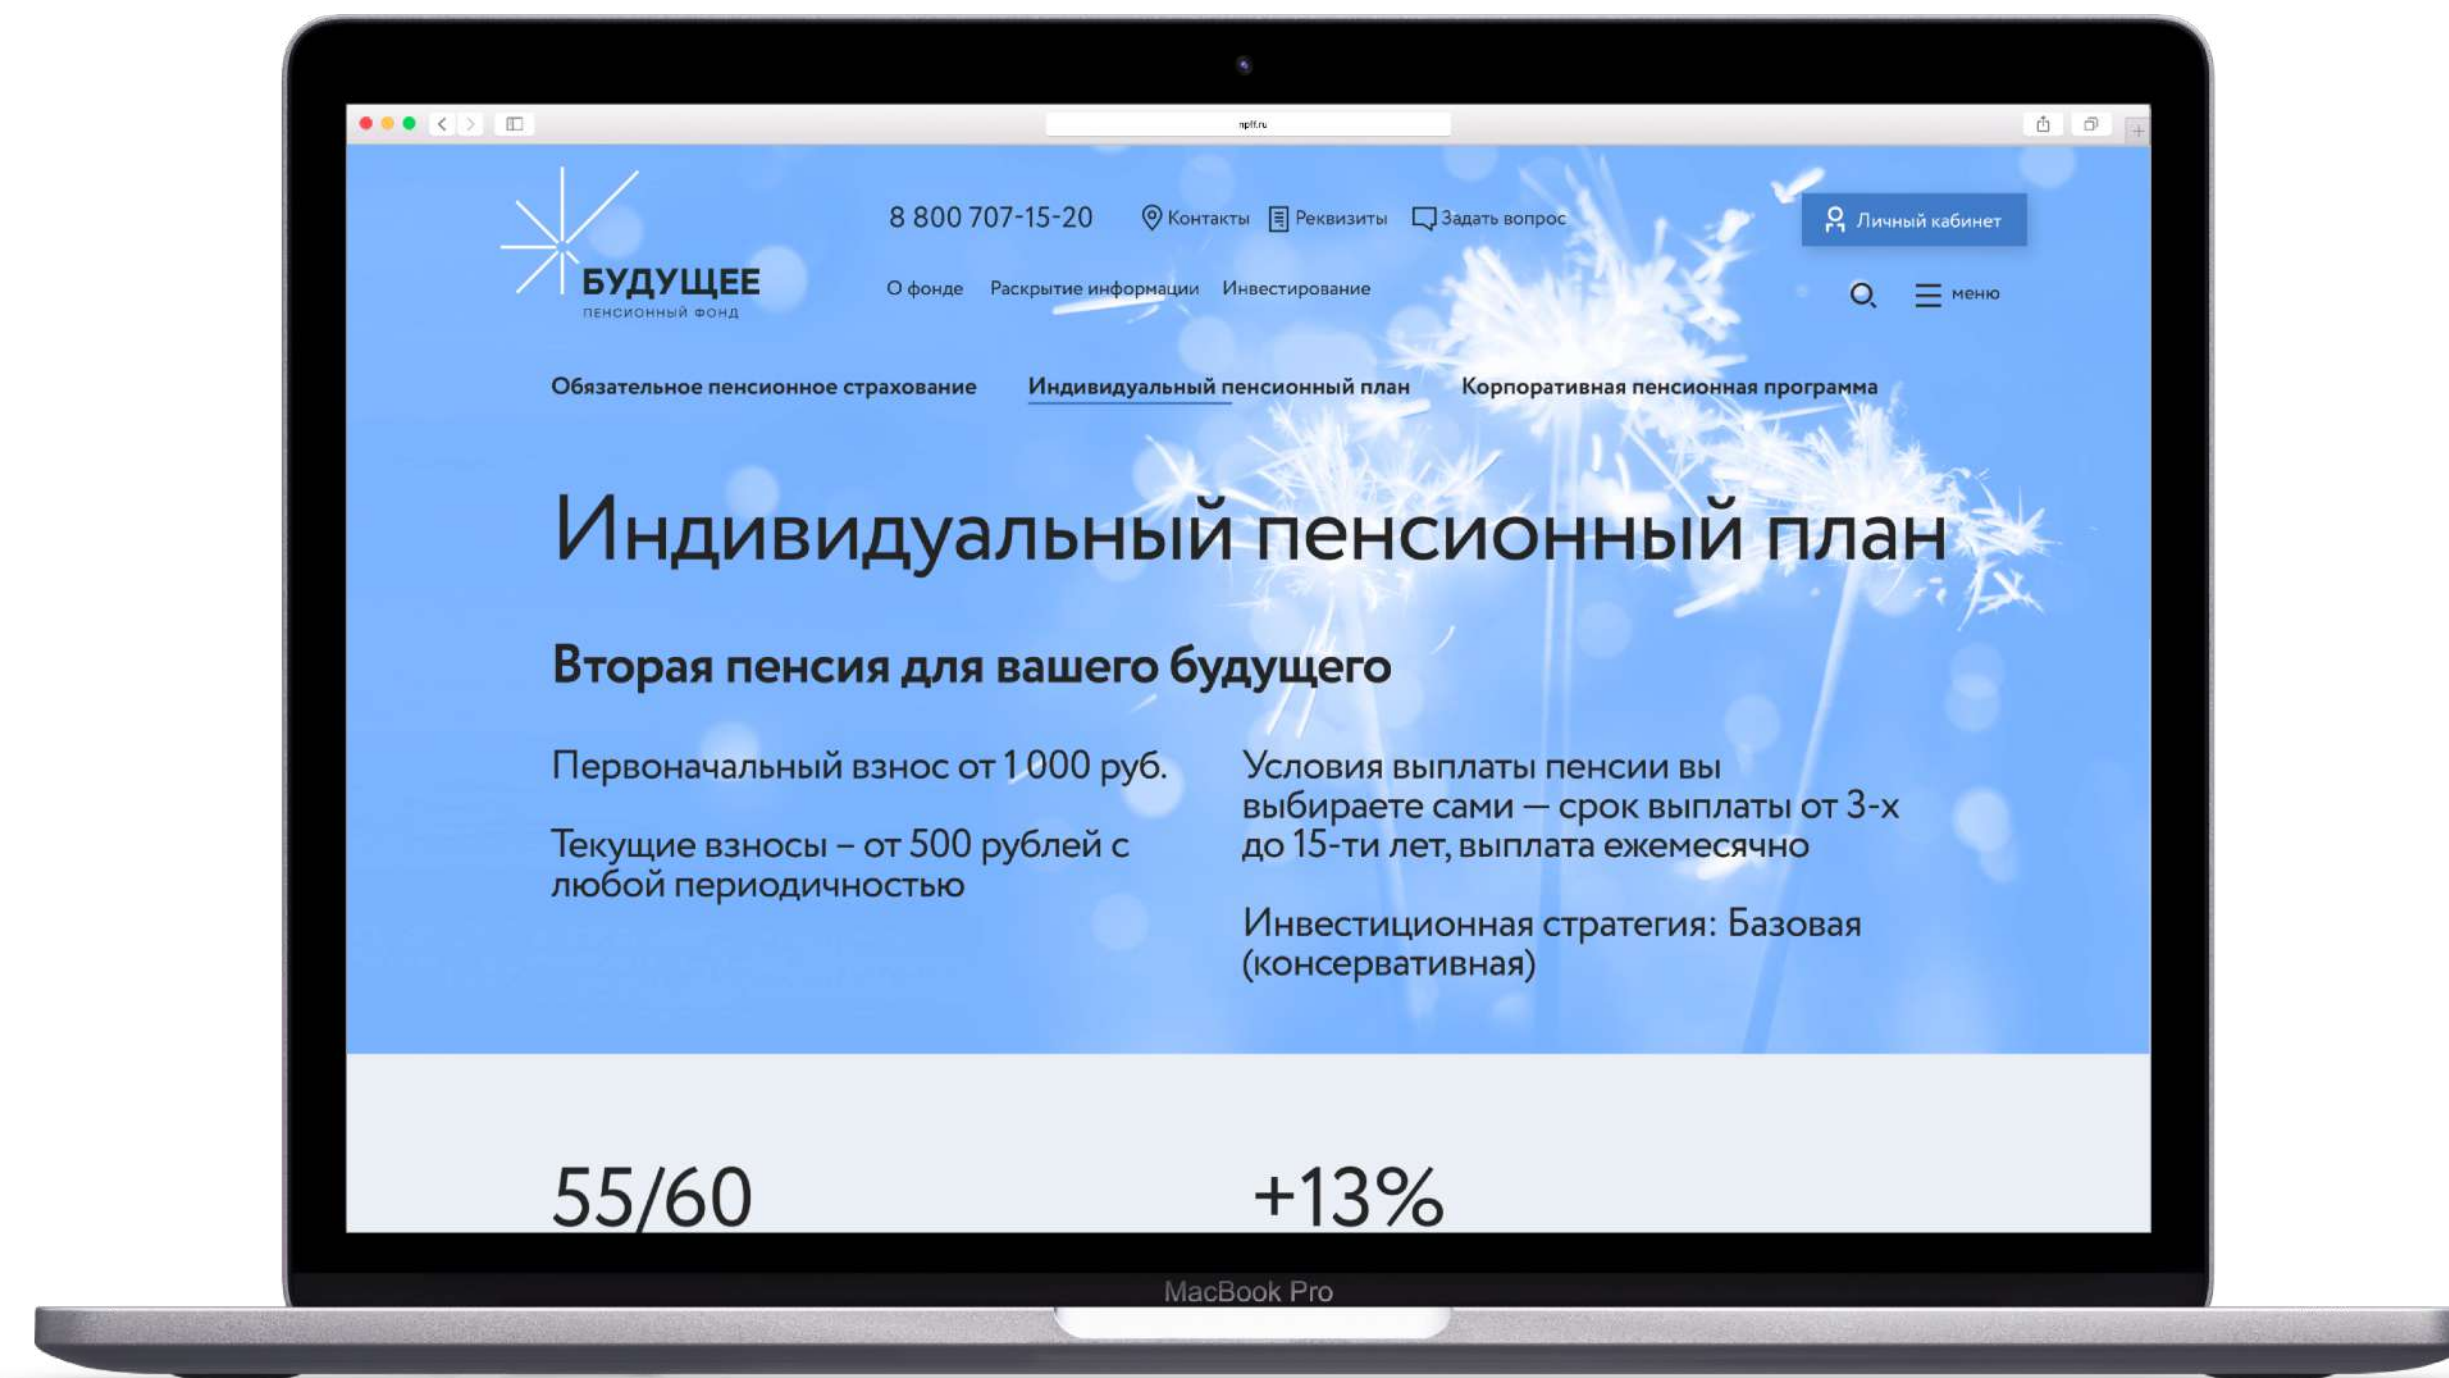 npff.ru
8 800 707-15-20 Контакты Реквизиты Задать вопрос Личный кабинет
БУДУЩЕЕ
ПЕНСИОННЫЙ ФОНД
О фонде Раскрытие информации Инвестирование меню
Обязательное пенсионное страхование Индивидуальный пенсионный план Корпоративная пенсионная программа
Индивидуальный пенсионный план
Вторая пенсия для вашего будущего
Первоначальный взнос от 1 000 руб.
Текущие взносы – от 500 рублей с
любой периодичностью
Условия выплаты пенсии вы
выбираете сами — срок выплаты от 3-х
до 15-ти лет, выплата ежемесячно
Инвестиционная стратегия: Базовая
(консервативная)
55/60 +13%
MacBook Pro